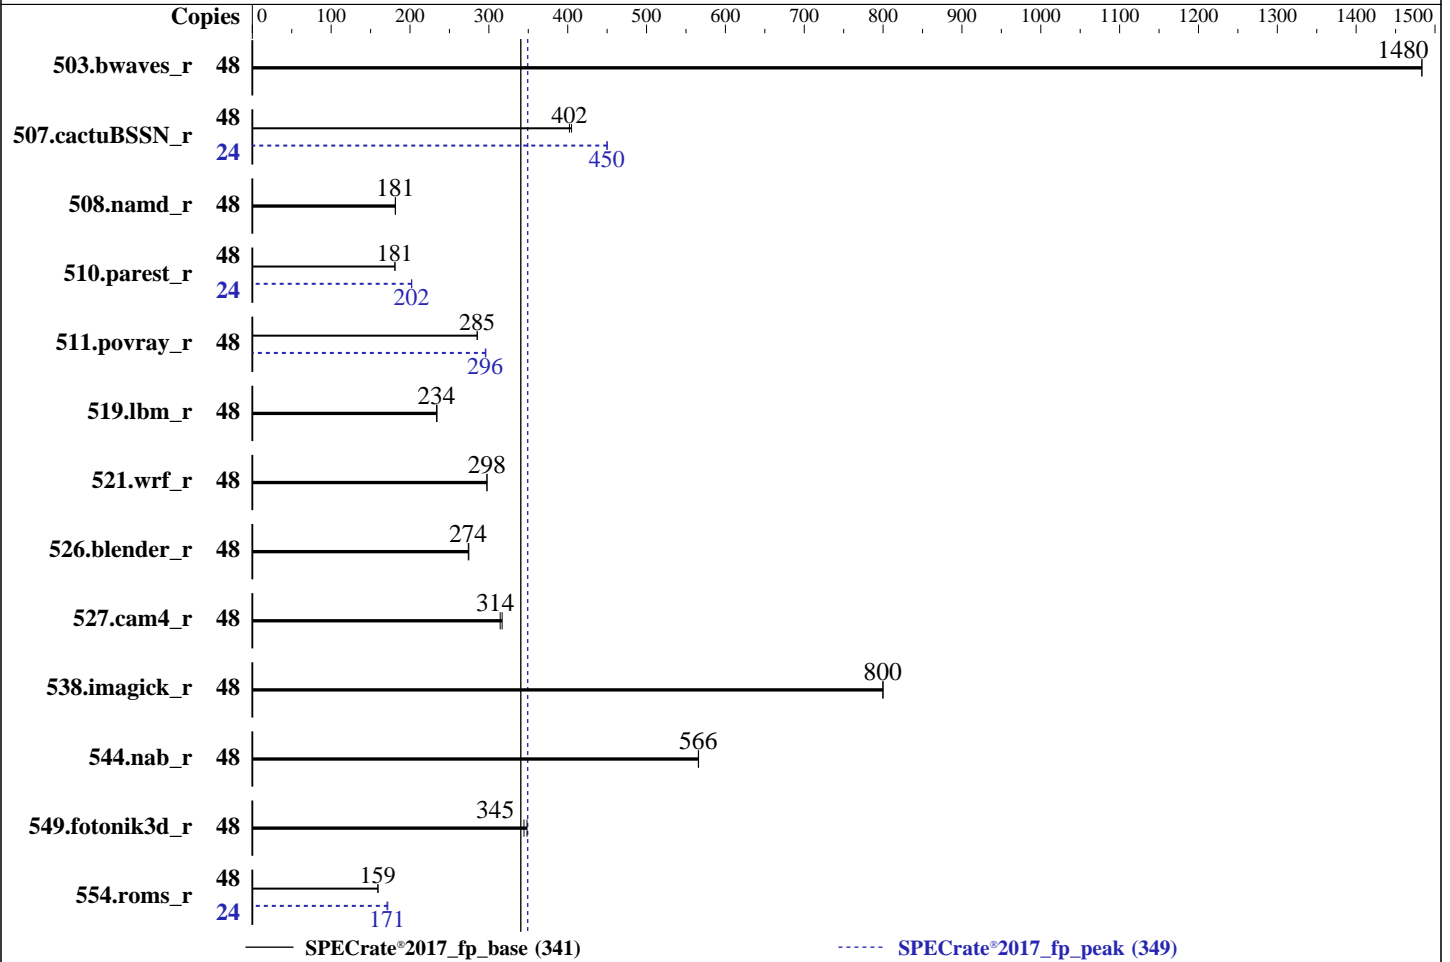 Copies 0 100 200 300 400 500 600 700 800 900 1000 1100 1200 1300 1400 1500
503.bwaves_r 48 1480
507.cactuBSSN_r 48 402
24 450
508.namd_r 48 181
510.parest_r 48 181
24 202
511.povray_r 48 285
296
519.lbm_r 48 234
521.wrf_r 48 298
526.blender_r 48 274
527.cam4_r 48 314
538.imagick_r 48 800
544.nab_r 48 566
549.fotonik3d_r 48 345
554.roms_r 48 159
24 171
SPECrate®2017_fp_base (341) SPECrate®2017_fp_peak (349)